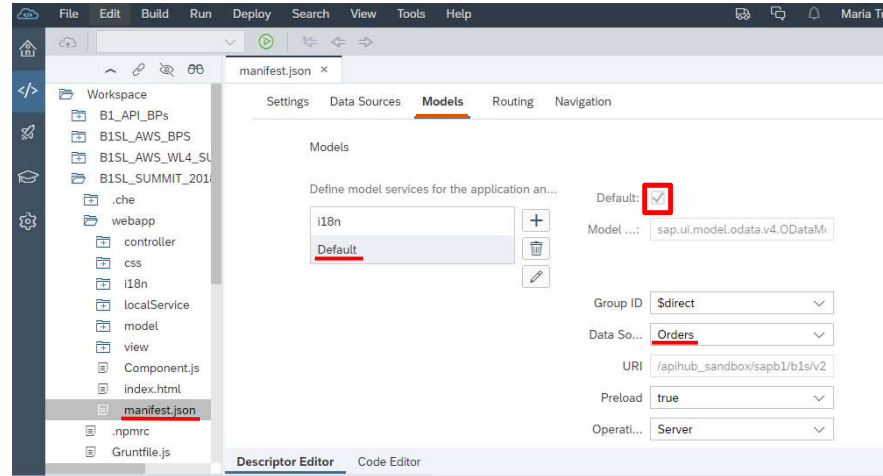 File Edit Build Run Deploy Search View Tools Help Maria T
manifest.json ×
Workspace
B1_API_BPs
B1SL_AWS_BPS
B1SL_AWS_WL4_SU
B1SL_SUMMIT_201
.che
webapp
controller
css
i18n
localService
model
view
Component.js
index.html
manifest.json
.npmrc
Gruntfile.js
Settings Data Sources Models Routing Navigation
Models
Define model services for the application an...
i18n
Default
Default:
Model ...: sap.ui.model.odata.v4.ODataM
Group ID $direct
Data So... Orders
URI /apihub_sandbox/sapb1/b1s/v2
Preload true
Operati... Server
Descriptor Editor Code Editor